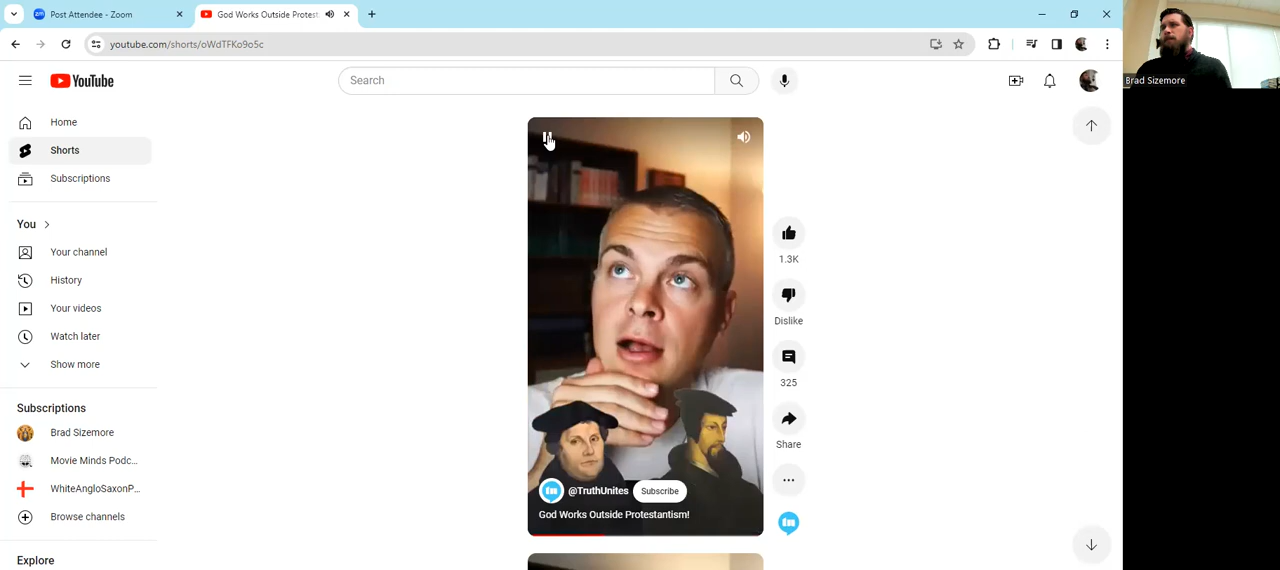 Post Attendee - Zoom
God Works Outside Protest
youtube.com/shorts/oWdTFKo9o5c
YouTube
Search
Brad Sizemore
Home
Shorts
Subscriptions
You
Your channel
History
Your videos
Watch later
Show more
Subscriptions
Brad Sizemore
Movie Minds Podc...
WhiteAngloSaxonP...
Browse channels
Explore
1.3K
Dislike
325
Share
@TruthUnites
Subscribe
God Works Outside Protestantism!